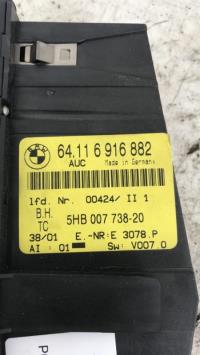 BMW
64.11 6 916 882
AUC Made in Germany
lfd. Nr. 00424/ II 1
B.H. 5HB 007 738-20
TC
38/01 E.-NR:E 3078.P
AI : 01 SW: V007.0
P